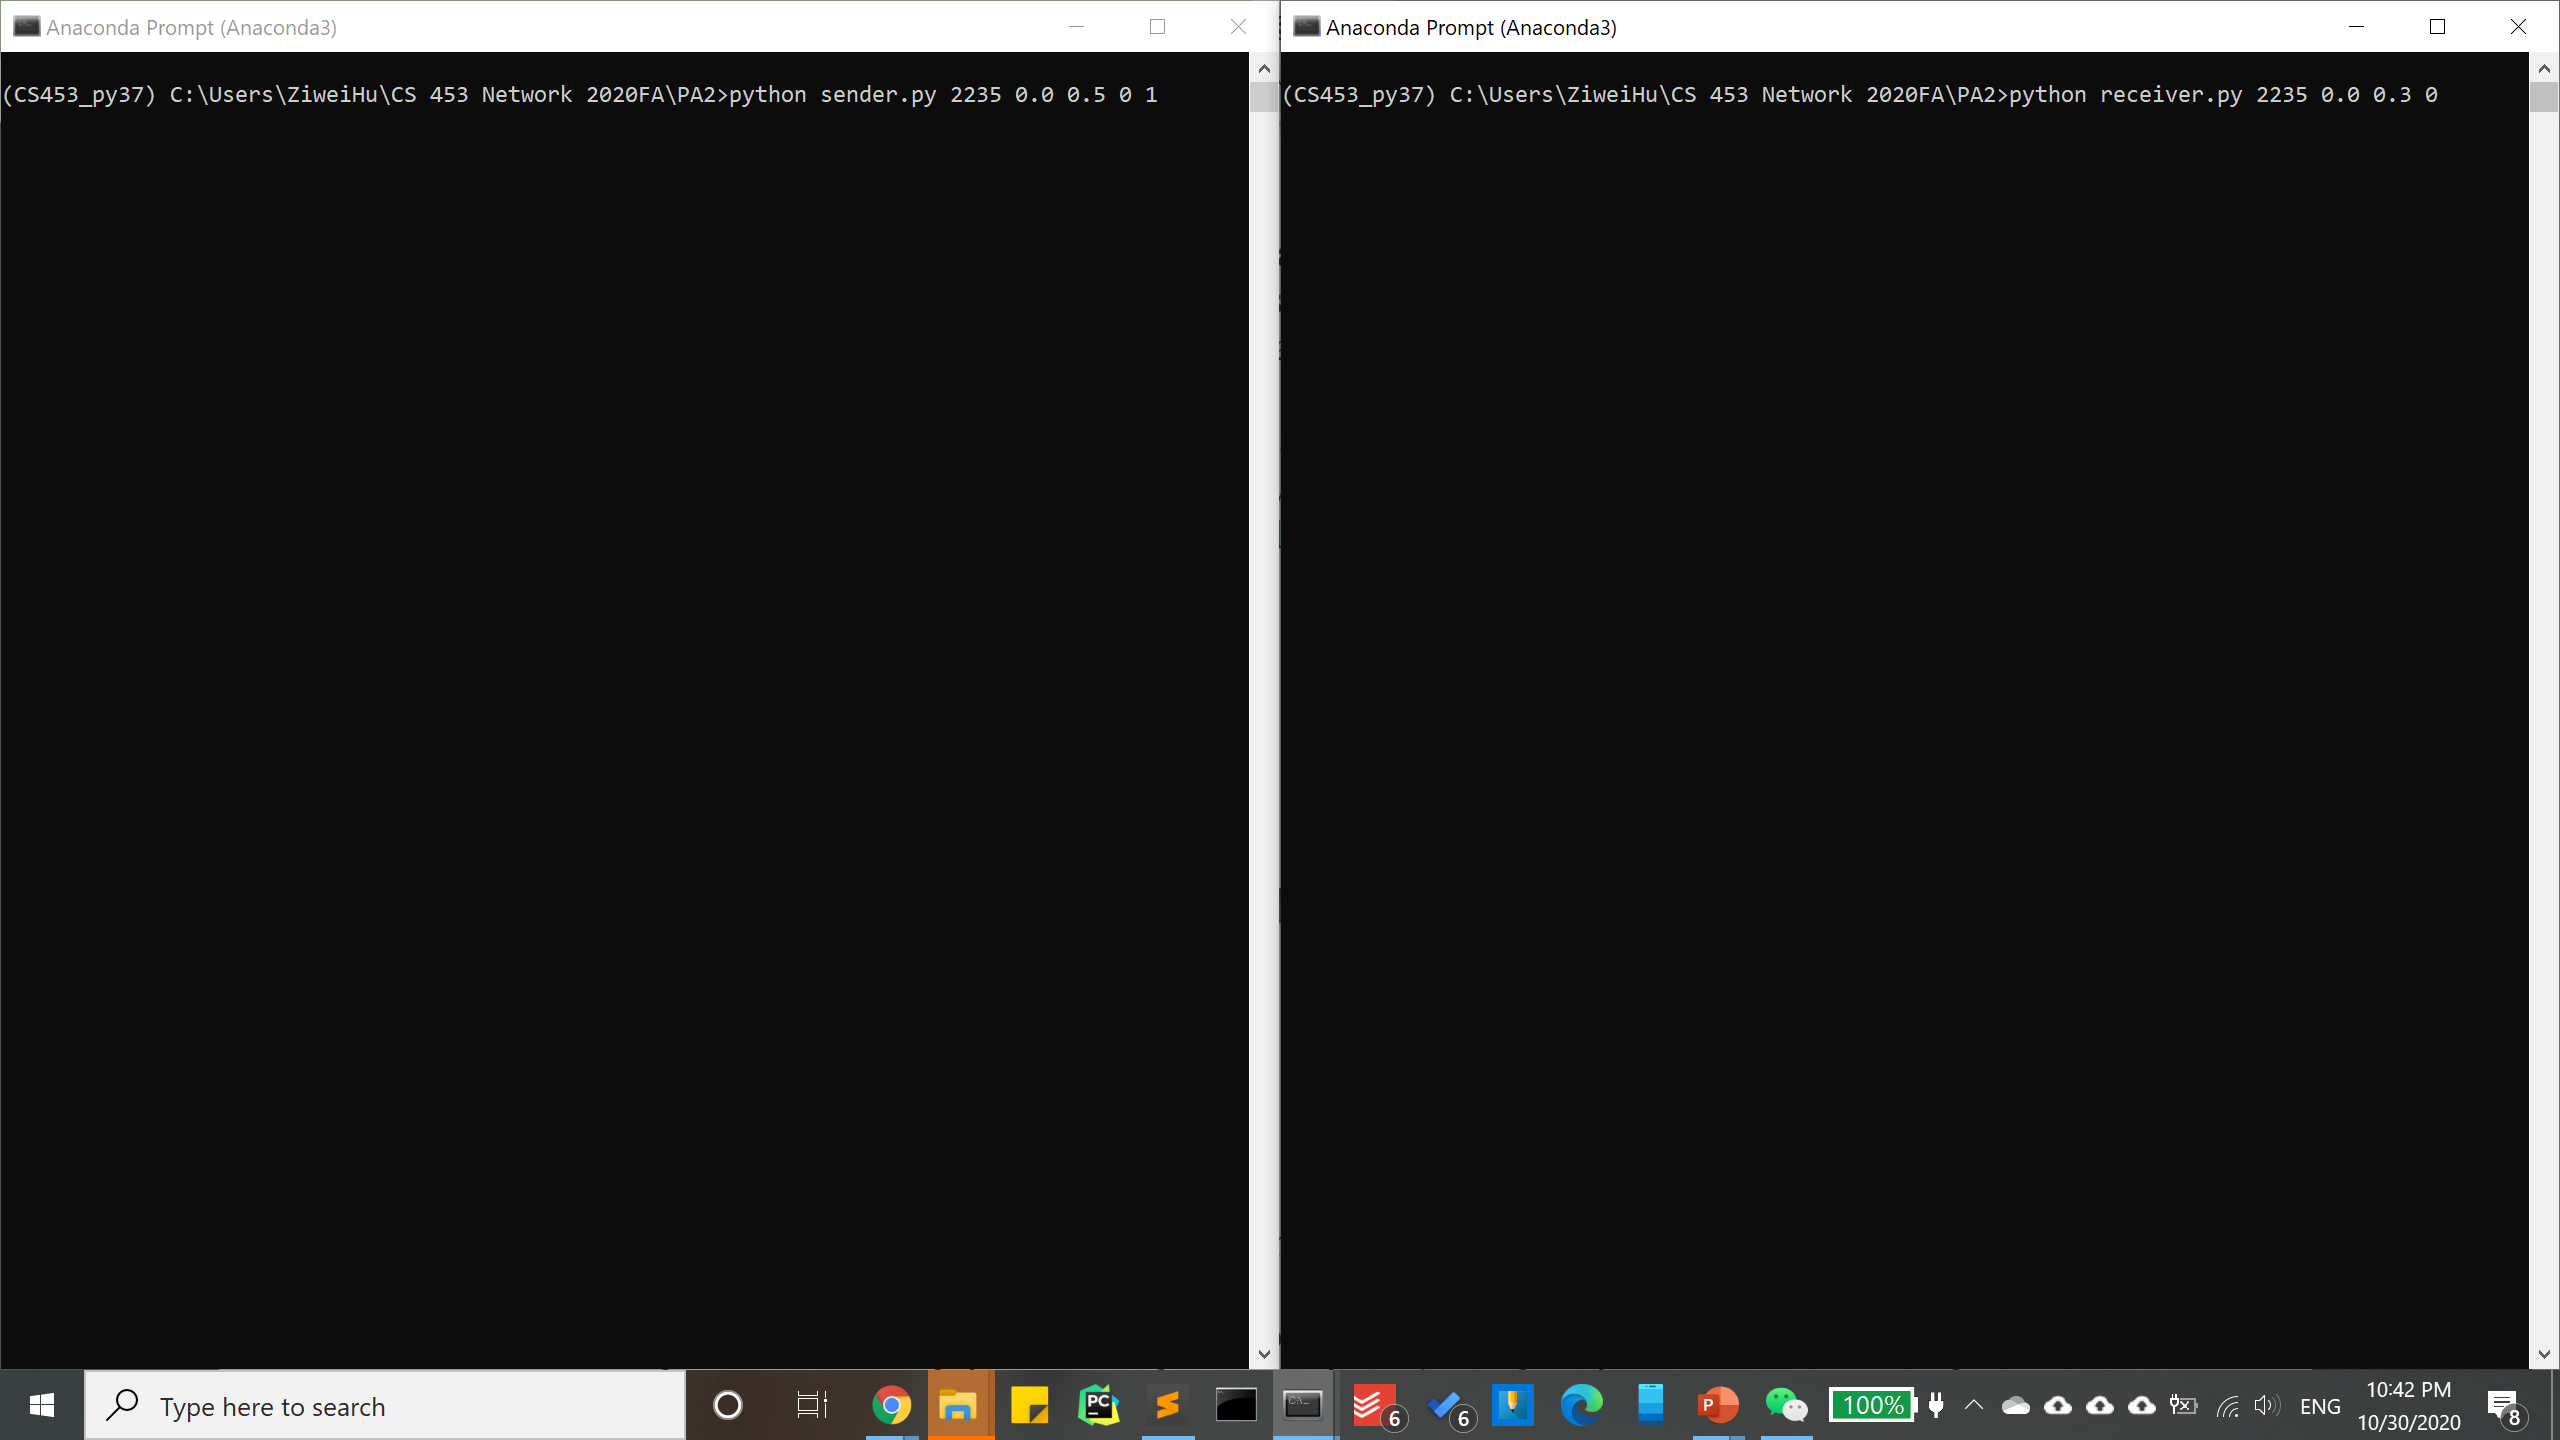 Anaconda Prompt (Anaconda3)
(CS453_py37) C:\Users\ZiweiHu\CS 453 Network 2020FA\PA2>python sender.py 2235 0.0 0.5 0 1
Anaconda Prompt (Anaconda3)
(CS453_py37) C:\Users\ZiweiHu\CS 453 Network 2020FA\PA2>python receiver.py 2235 0.0 0.3 0
Type here to search
PC
6
6
P
100%
ENG
10:42 PM
10/30/2020
8